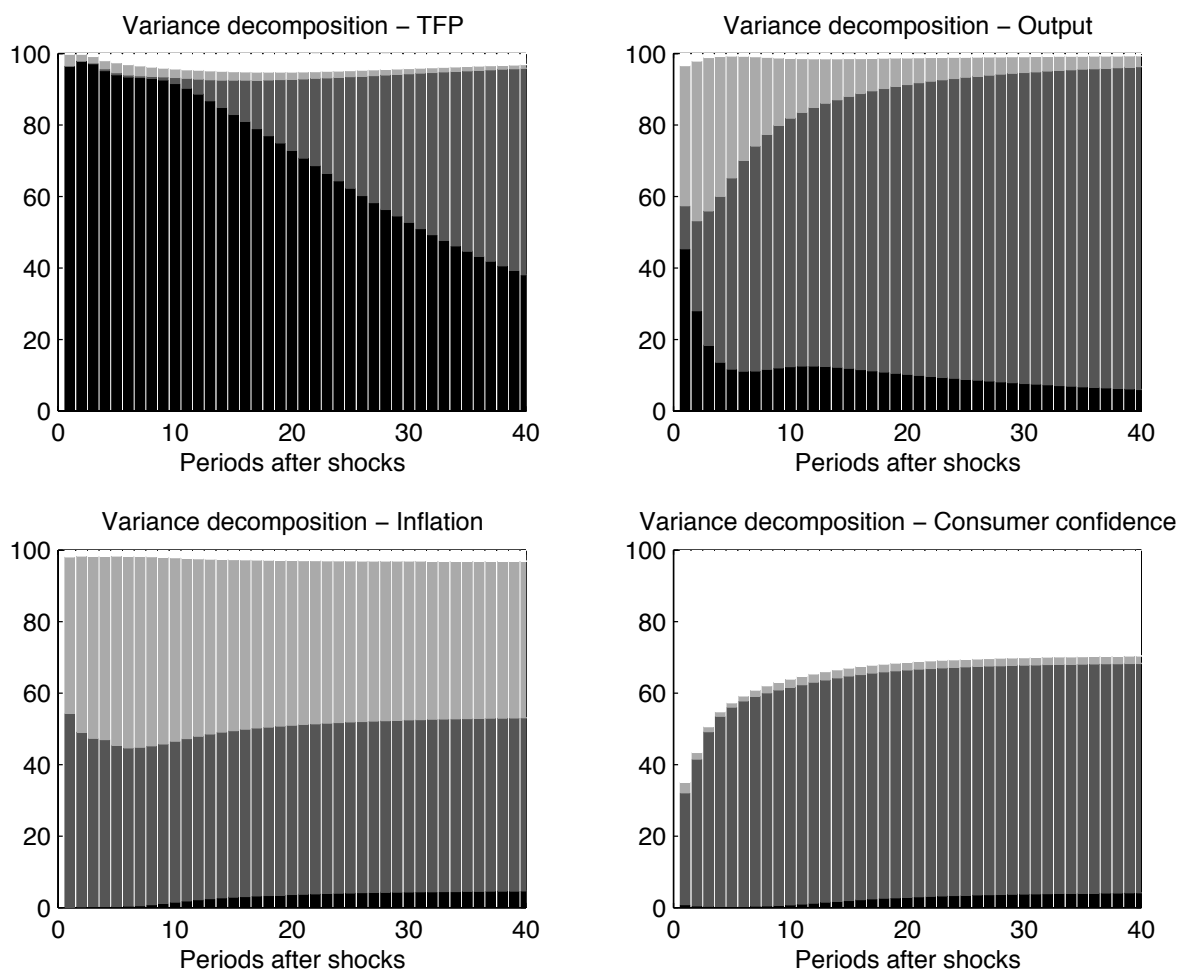 Variance decomposition − TFP
100
80
60
40
20
0
0 10 20 30 40
Periods after shocks
Variance decomposition − Output
100
80
60
40
20
0
0 10 20 30 40
Periods after shocks
Variance decomposition − Inflation
100
80
60
40
20
0
0 10 20 30 40
Periods after shocks
Variance decomposition − Consumer confidence
100
80
60
40
20
0
0 10 20 30 40
Periods after shocks